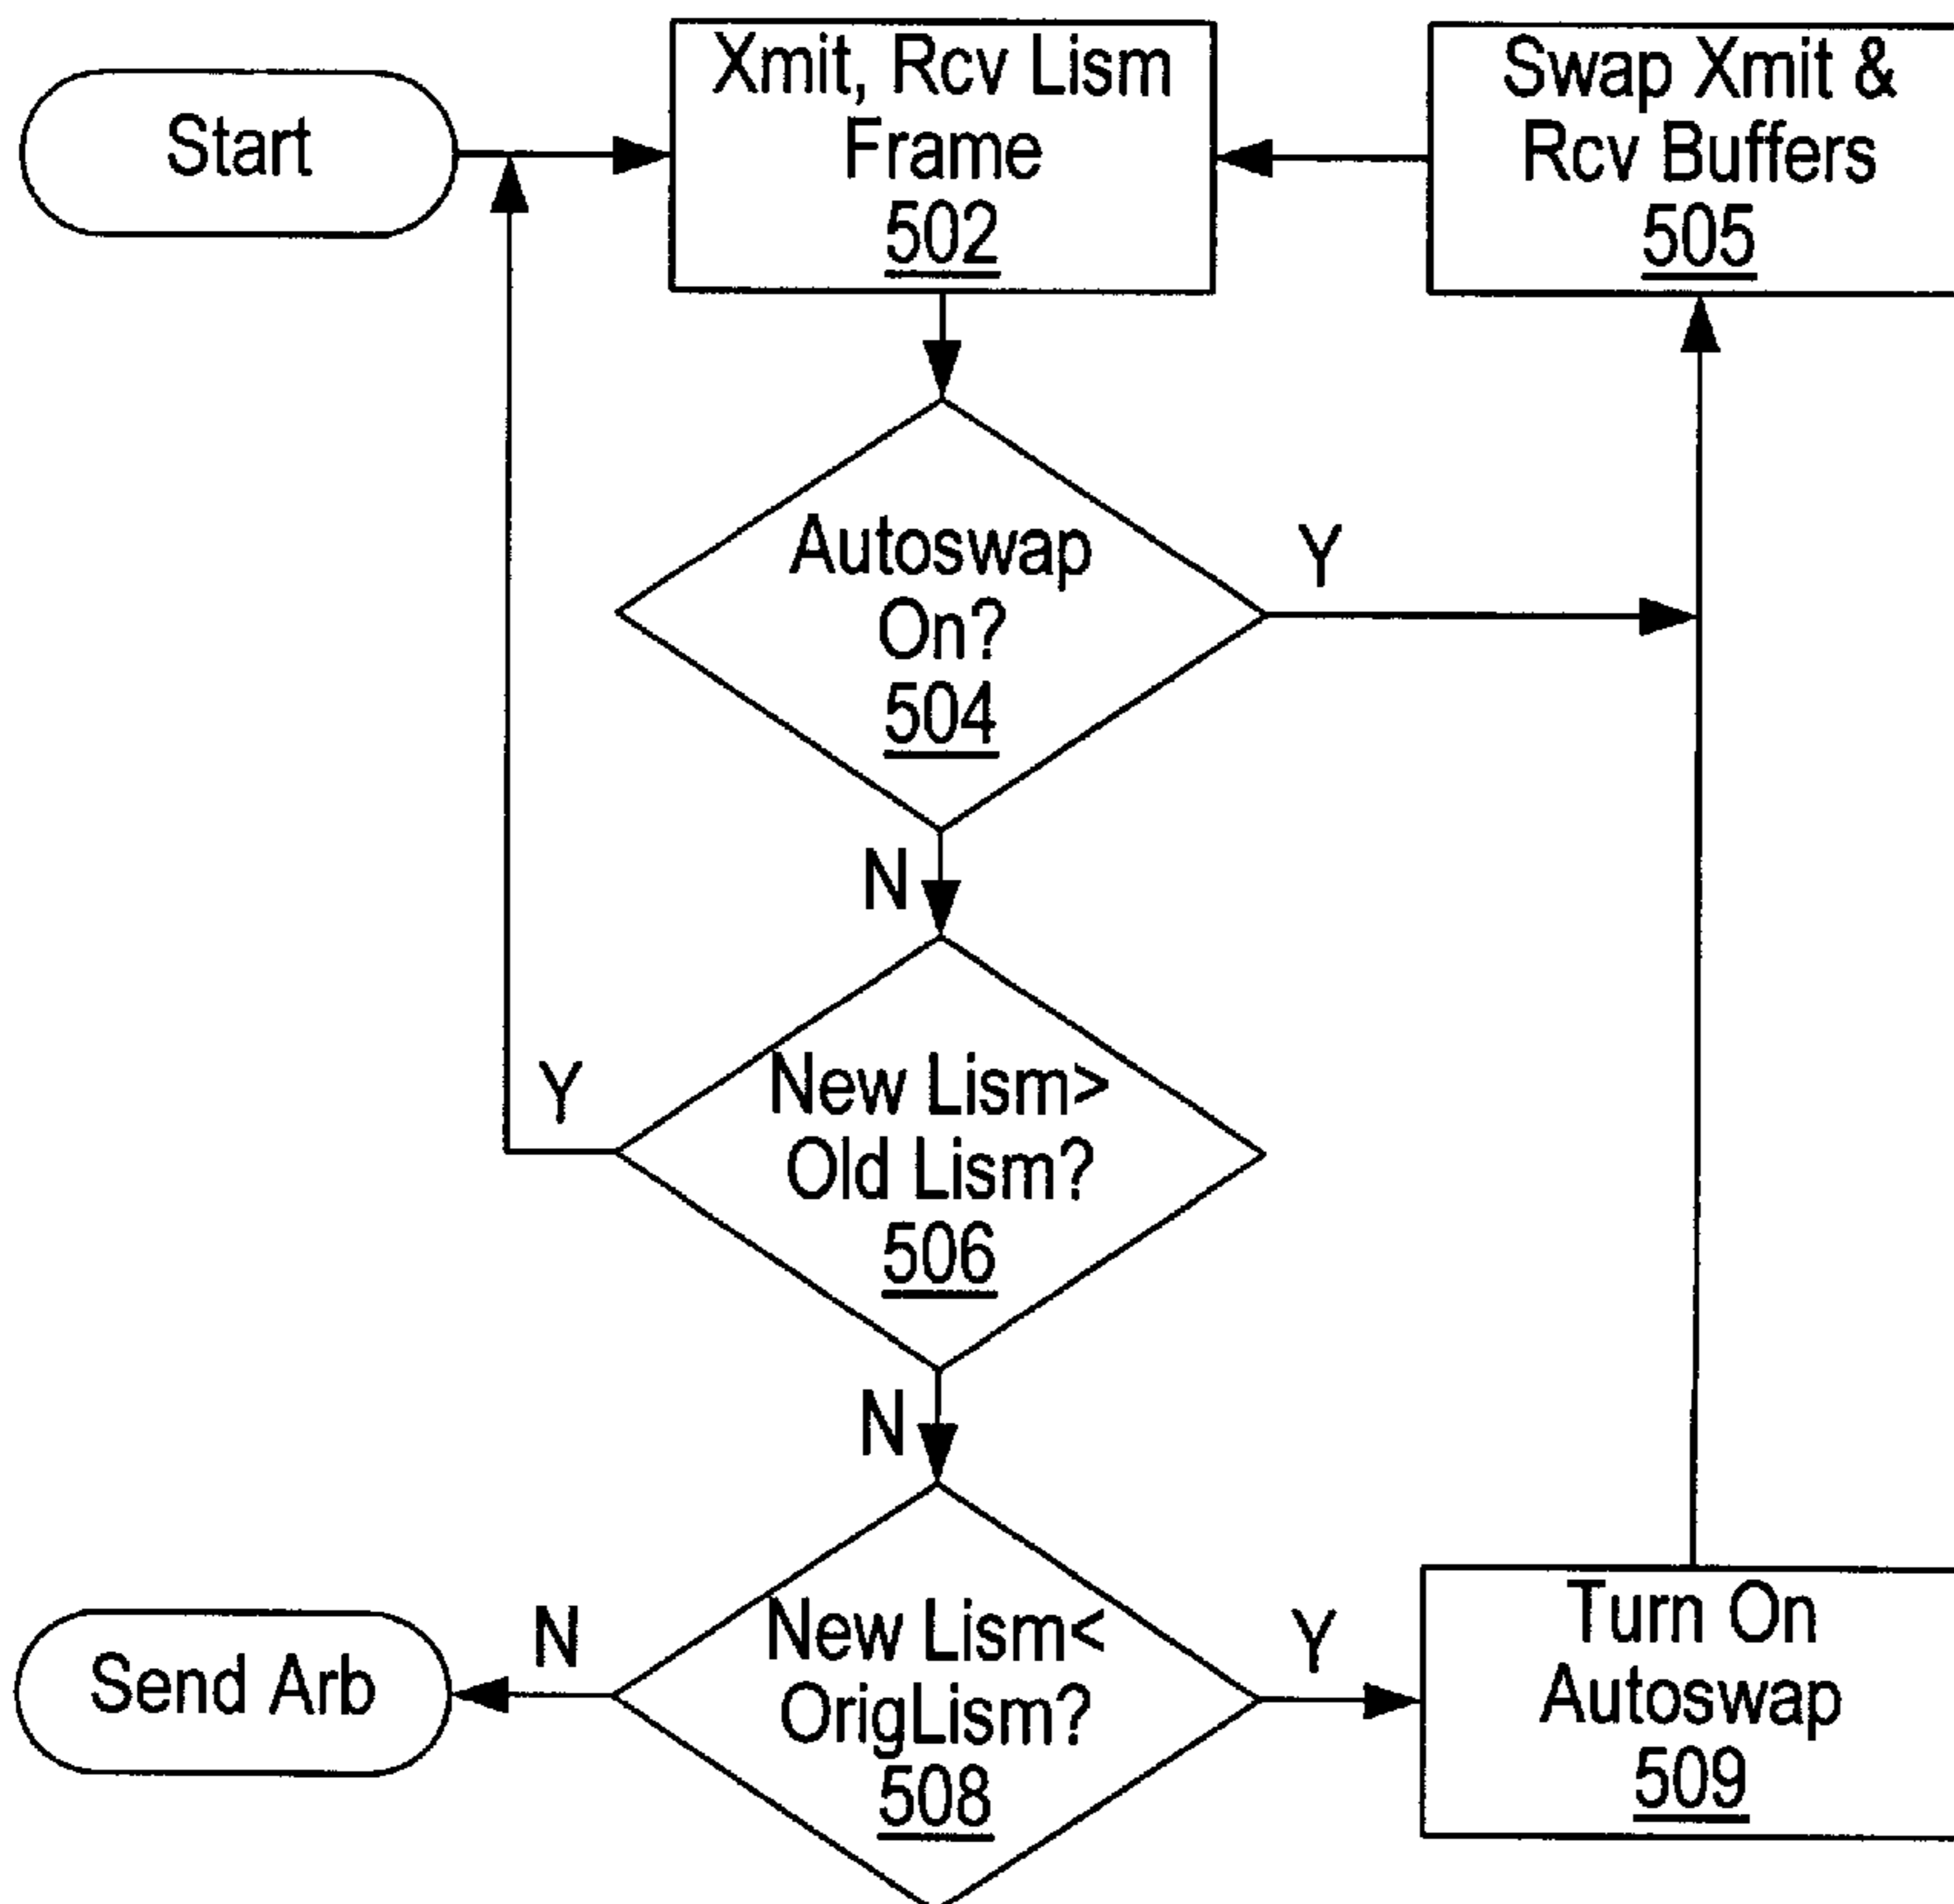 Start
Xmit, Rcv Lism
Frame
502
Swap Xmit &
Rcv Buffers
505
Autoswap
On?
504
Y
N
New Lism>
Old Lism?
506
Y
N
New Lism<
OrigLism?
508
N
Y
Send Arb
Turn On
Autoswap
509